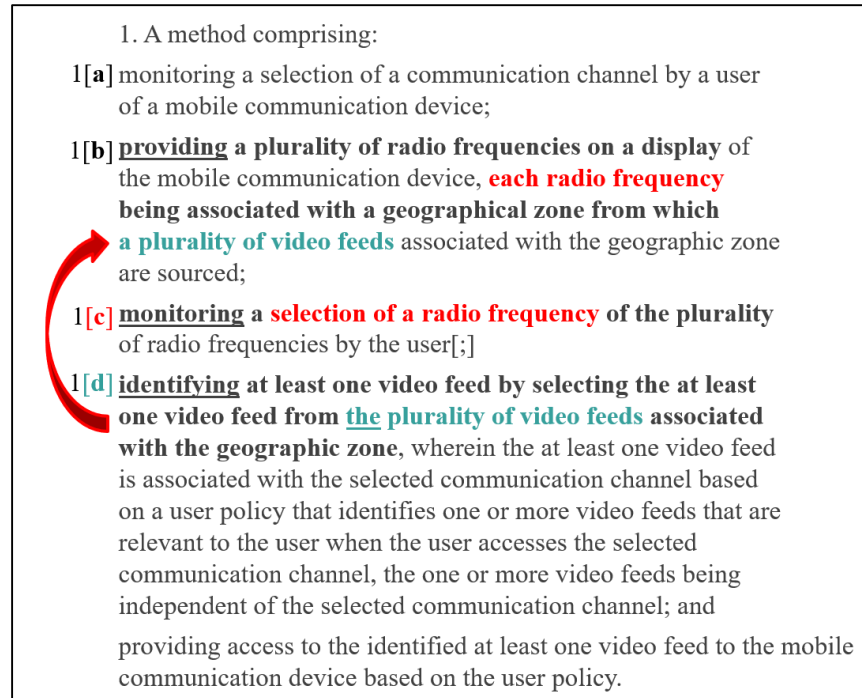 1. A method comprising:
1[a] monitoring a selection of a communication channel by a user
of a mobile communication device;
1[b] providing a plurality of radio frequencies on a display of
the mobile communication device, each radio frequency
being associated with a geographical zone from which
a plurality of video feeds associated with the geographic zone
are sourced;
1[c] monitoring a selection of a radio frequency of the plurality
of radio frequencies by the user[;]
1[d] identifying at least one video feed by selecting the at least
one video feed from the plurality of video feeds associated
with the geographic zone, wherein the at least one video feed
is associated with the selected communication channel based
on a user policy that identifies one or more video feeds that are
relevant to the user when the user accesses the selected
communication channel, the one or more video feeds being
independent of the selected communication channel; and
providing access to the identified at least one video feed to the mobile
communication device based on the user policy.